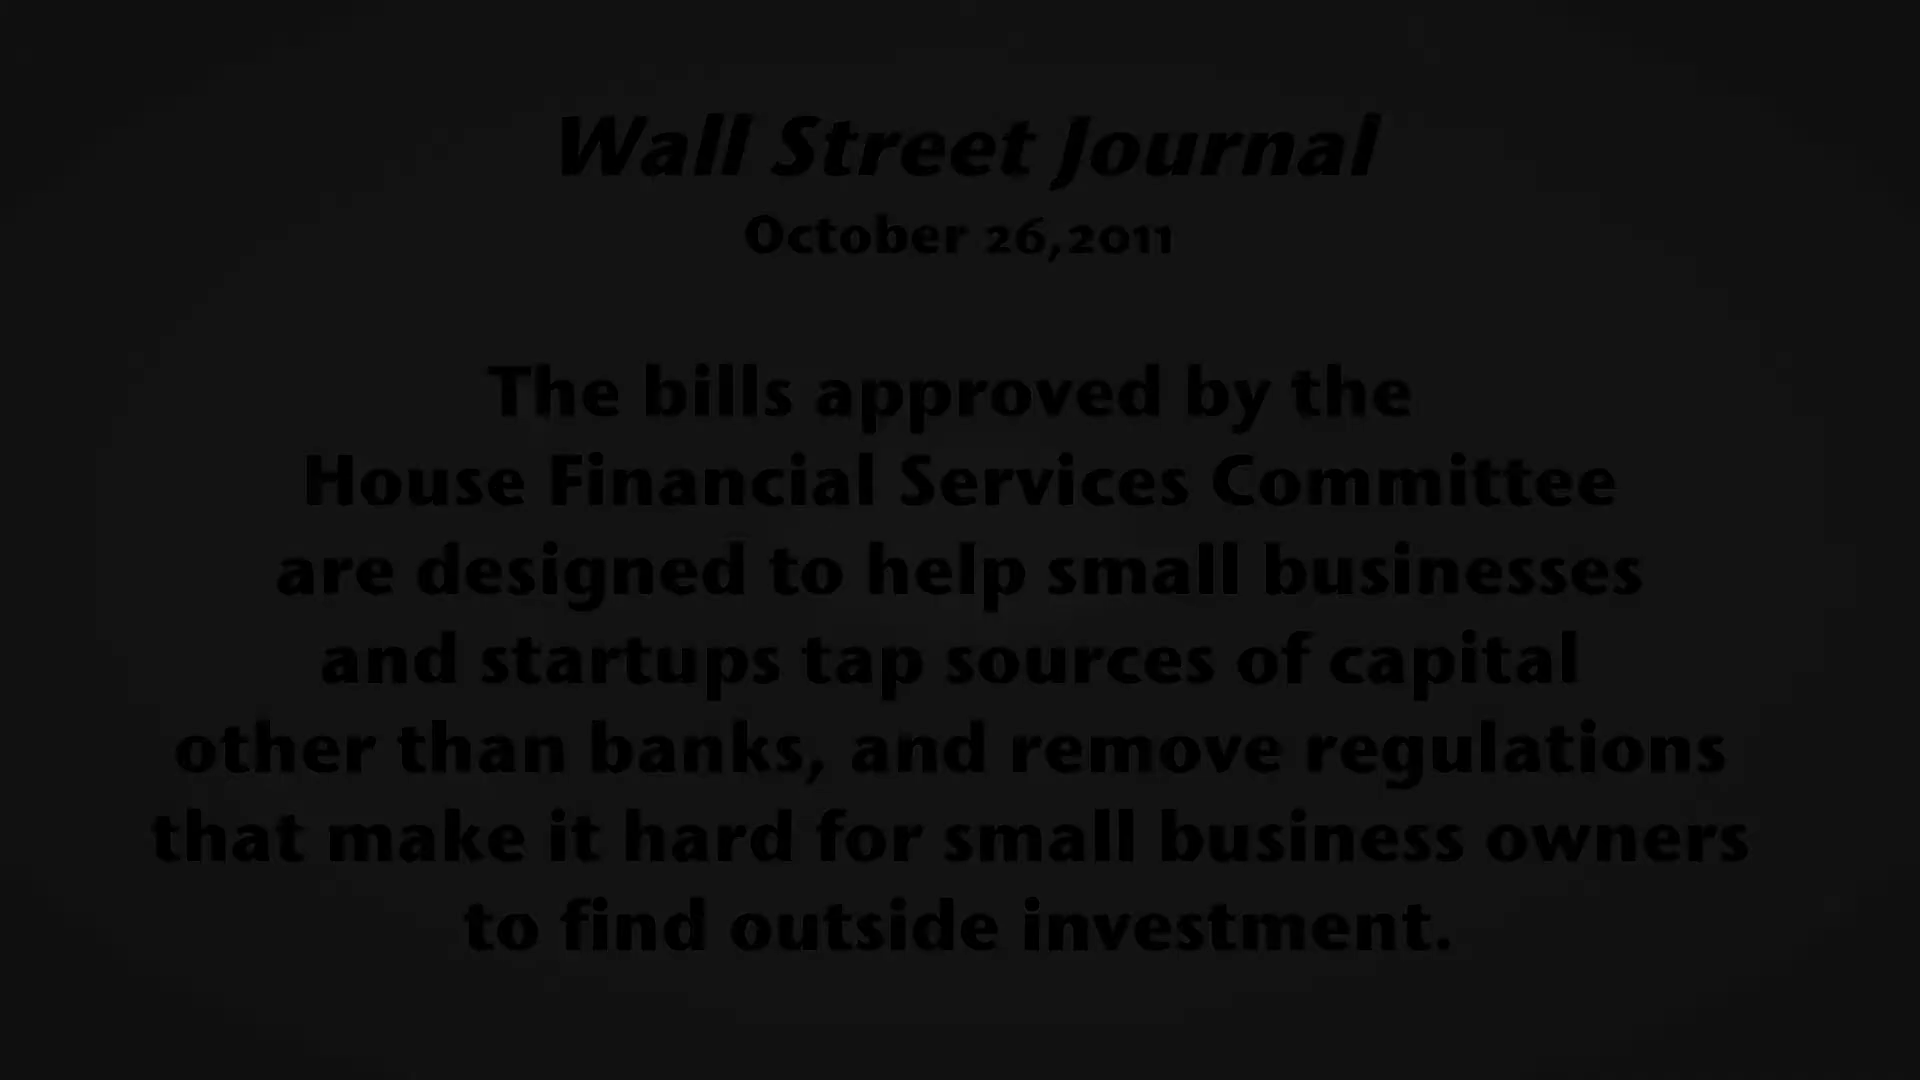 Wall Street Journal
October 26,2011
The bills approved by the
House Financial Services Committee
are designed to help small businesses
and startups tap sources of capital
other than banks, and remove regulations
that make it hard for small business owners
to find outside investment.